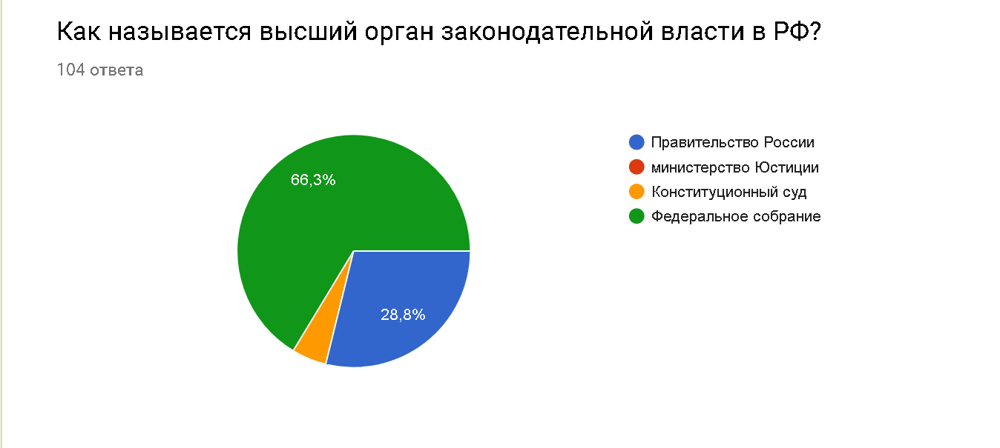 Как называется высший орган законодательной власти в РФ?
104 ответа
66,3%
28,8%
Правительство России
министерство Юстиции
Конституционный суд
Федеральное собрание